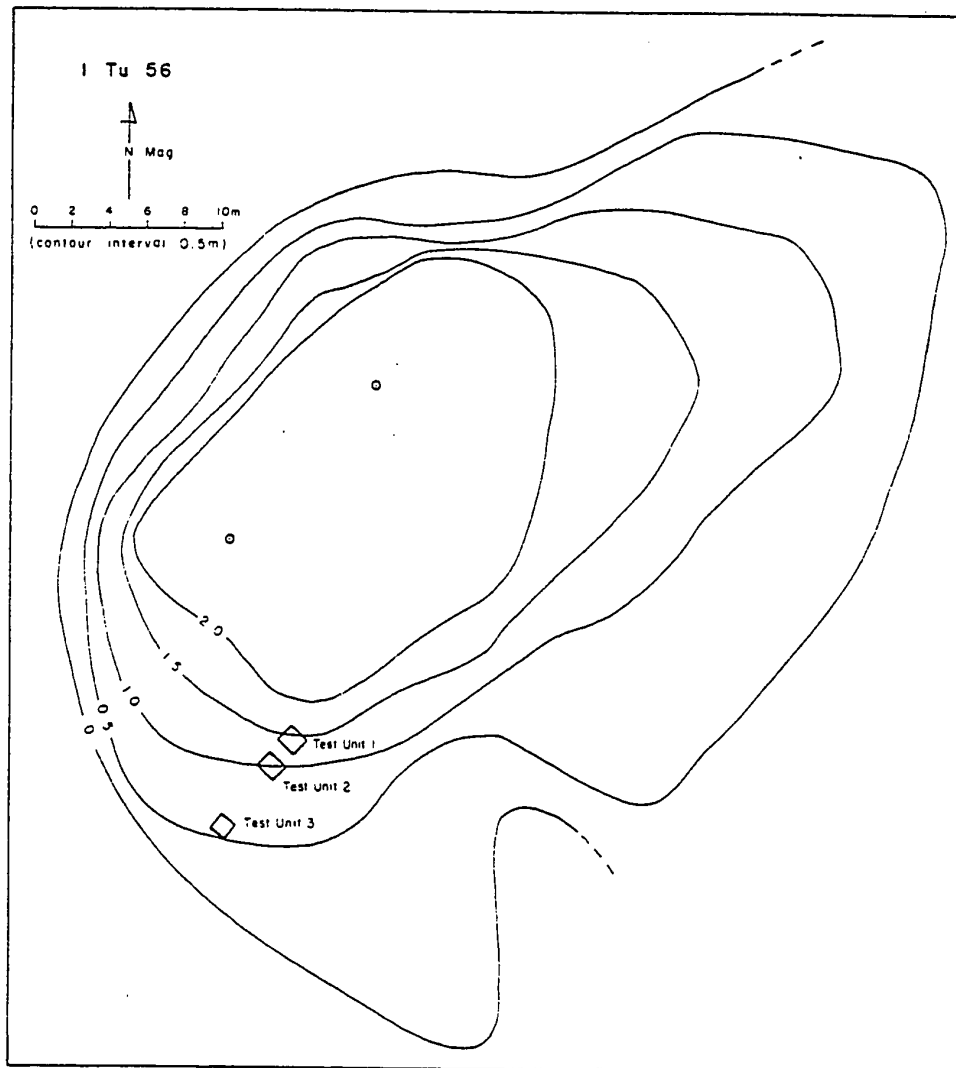 1 Tu 56
N Mag
0 2 4 6 8 10m
(contour interval 0.5m)
2.0
1.5
1.0
0.5
0
Test Unit 1
Test Unit 2
Test Unit 3